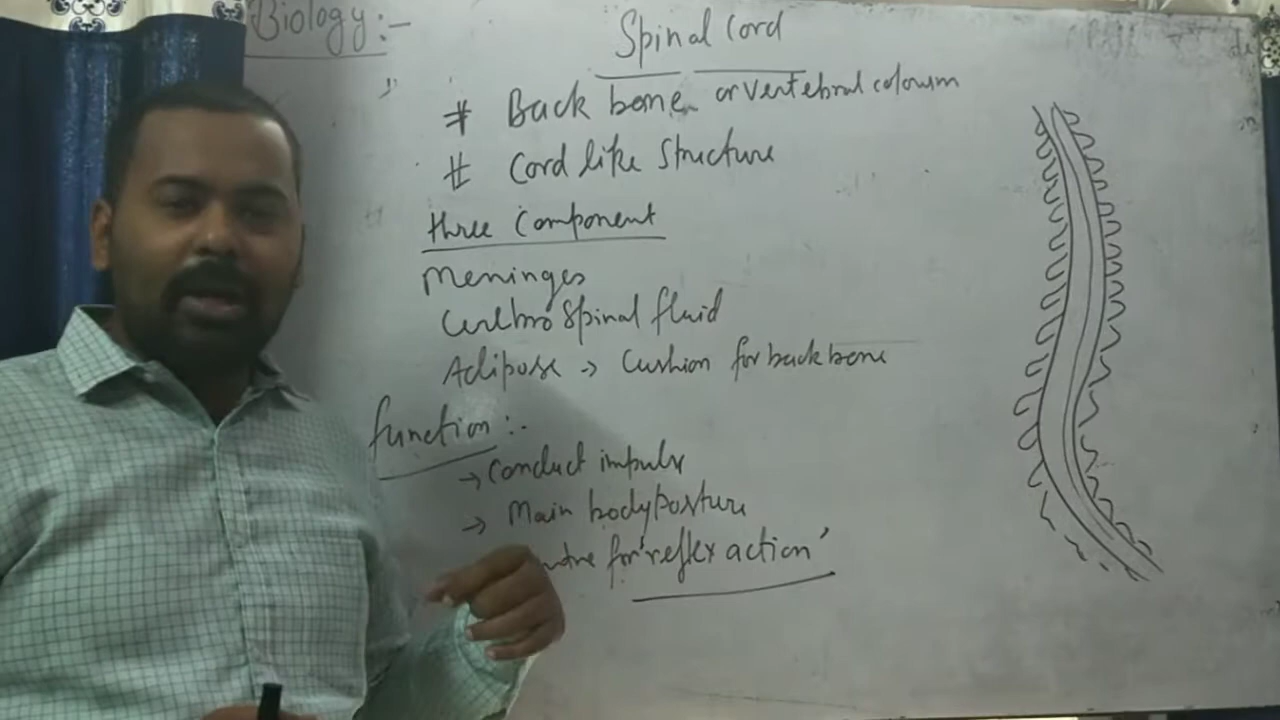 Biology:-
Spinal Cord
# Back bone or Vertebral coloum
# Cord like Structure
three Component
Meninges
Cerebro Spinal fluid
Adipose → Cushion for back bone
function :-
→ Conduct impulse
→ Main body posture
for 'reflex action'